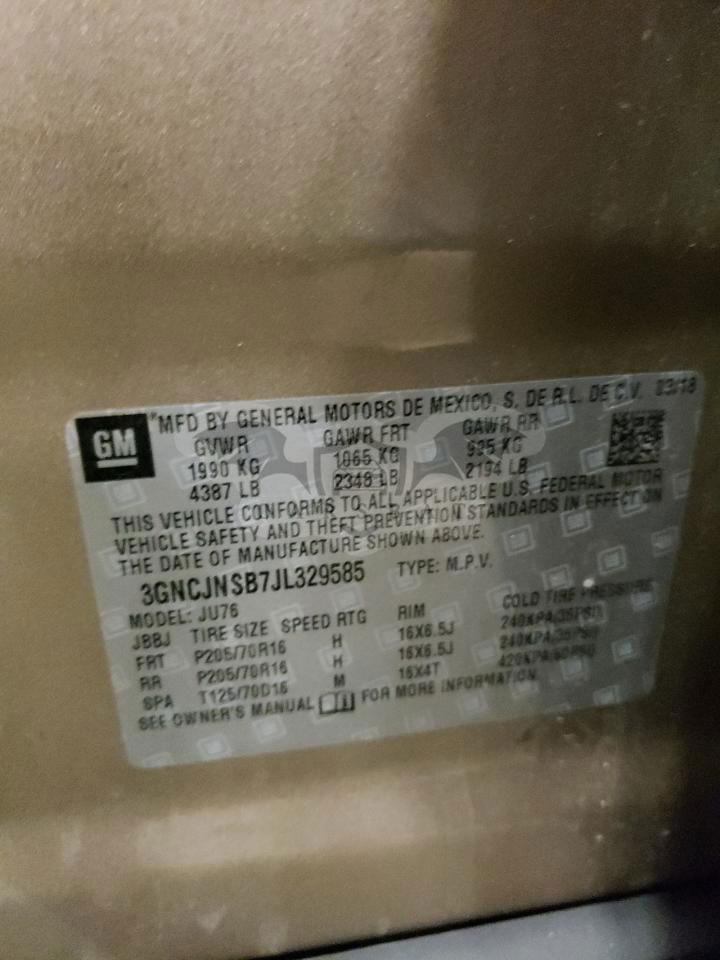 GM
"MFD BY GENERAL MOTORS DE MEXICO, S. DE R.L. DE C.V. 03/18
GVWR GAWR FRT GAWR RR
1990 KG 1065 KG 995 KG
4387 LB 2348 LB 2194 LB
THIS VEHICLE CONFORMS TO ALL APPLICABLE U.S. FEDERAL MOTOR
VEHICLE SAFETY AND THEFT PREVENTION STANDARDS IN EFFECT ON
THE DATE OF MANUFACTURE SHOWN ABOVE.
3GNCJNSB7JL329585 TYPE: M.P.V.
MODEL: JU76
JBBJ TIRE SIZE SPEED RTG RIM COLD TIRE PRESSURE
FRT P205/70R16 H 16X6.5J 240KPA(35PSI)
RR P205/70R16 H 16X6.5J 240KPA(35PSI)
SPA T125/70D16 M 16X4T 420KPA(60PSI)
SEE OWNER'S MANUAL FOR MORE INFORMATION